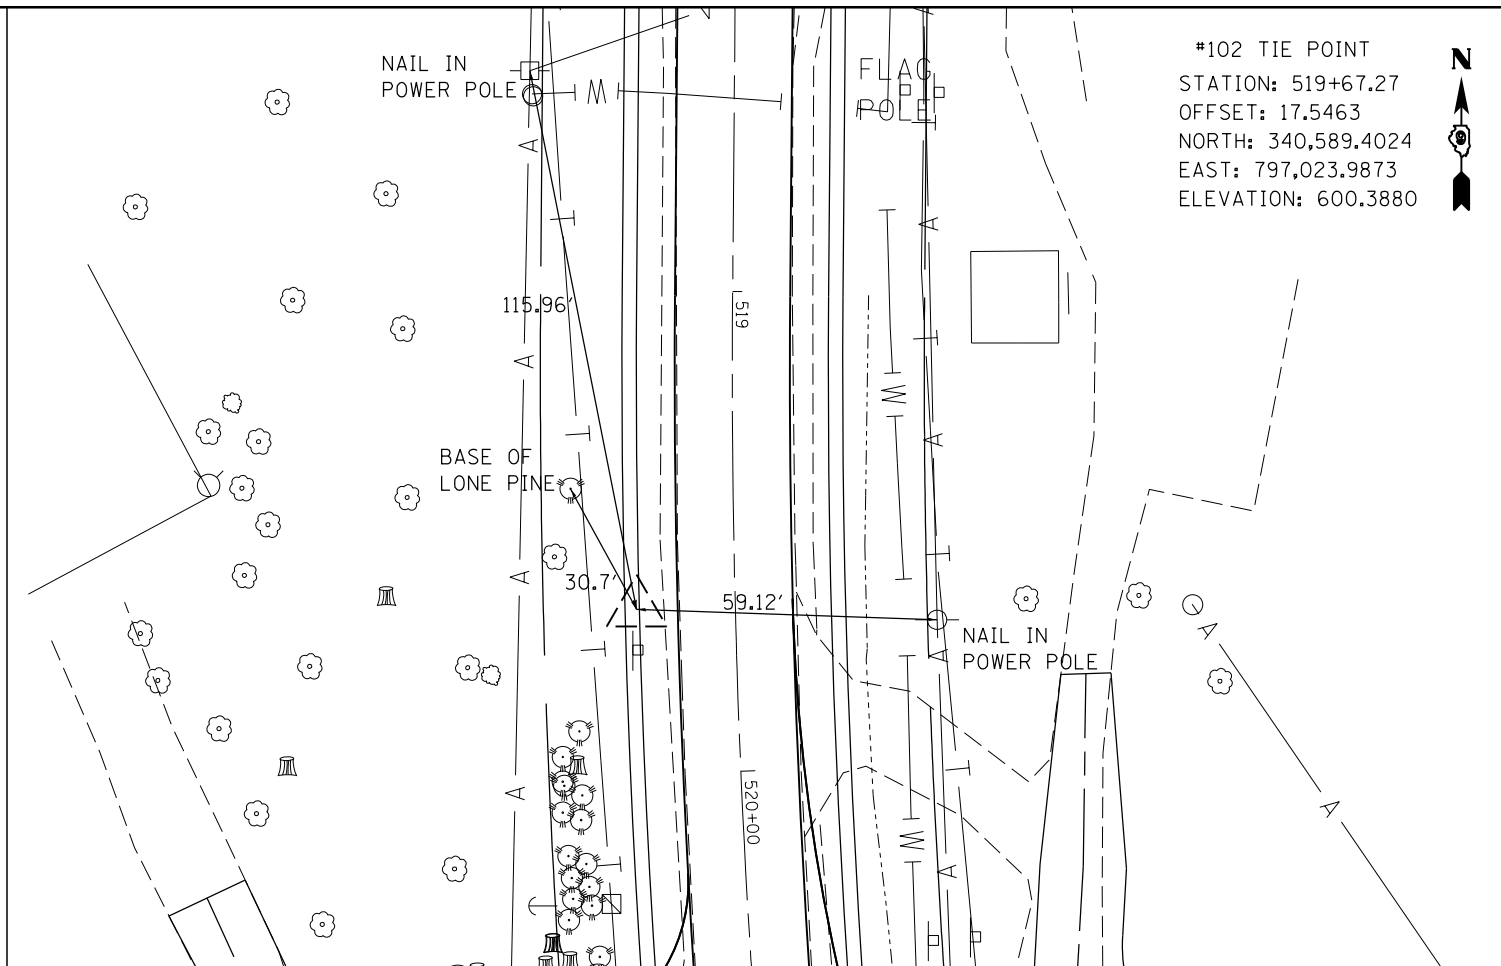 #102 TIE POINT
STATION: 519+67.27
OFFSET: 17.5463
NORTH: 340,589.4024
EAST: 797,023.9873
ELEVATION: 600.3880
N
NAIL IN
POWER POLE
W
FLAG
POLE
A
T
A
T
115.96'
519
T
A
W
A
T
BASE OF
LONE PINE
A
T
30.7'
59.12'
A
NAIL IN
POWER POLE
T
A
A
520+00
T
A
W
A
T